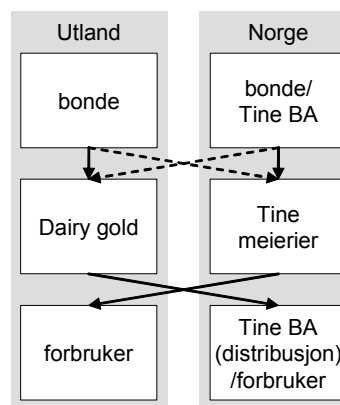 Utland
Norge
bonde
bonde/
Tine BA
Dairy gold
Tine
meierier
forbruker
Tine BA
(distribusjon)
/forbruker